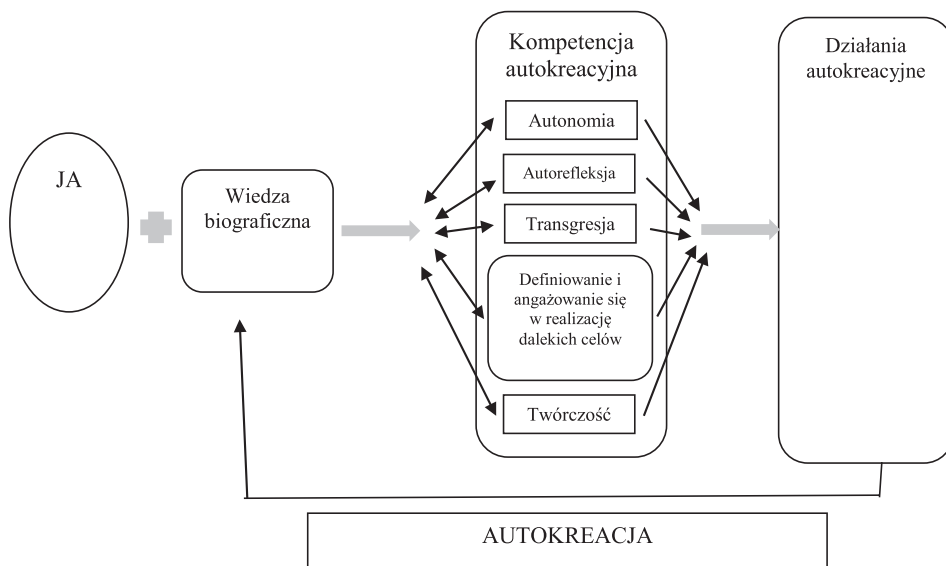 JA
Wiedza
biograficzna
Kompetencja
autokreacyjna
Autonomia
Autorefleksja
Transgresja
Definiowanie i
angażowanie się
w realizację
dalekich celów
Twórczość
Działania
autokreacyjne
AUTOKREACJA